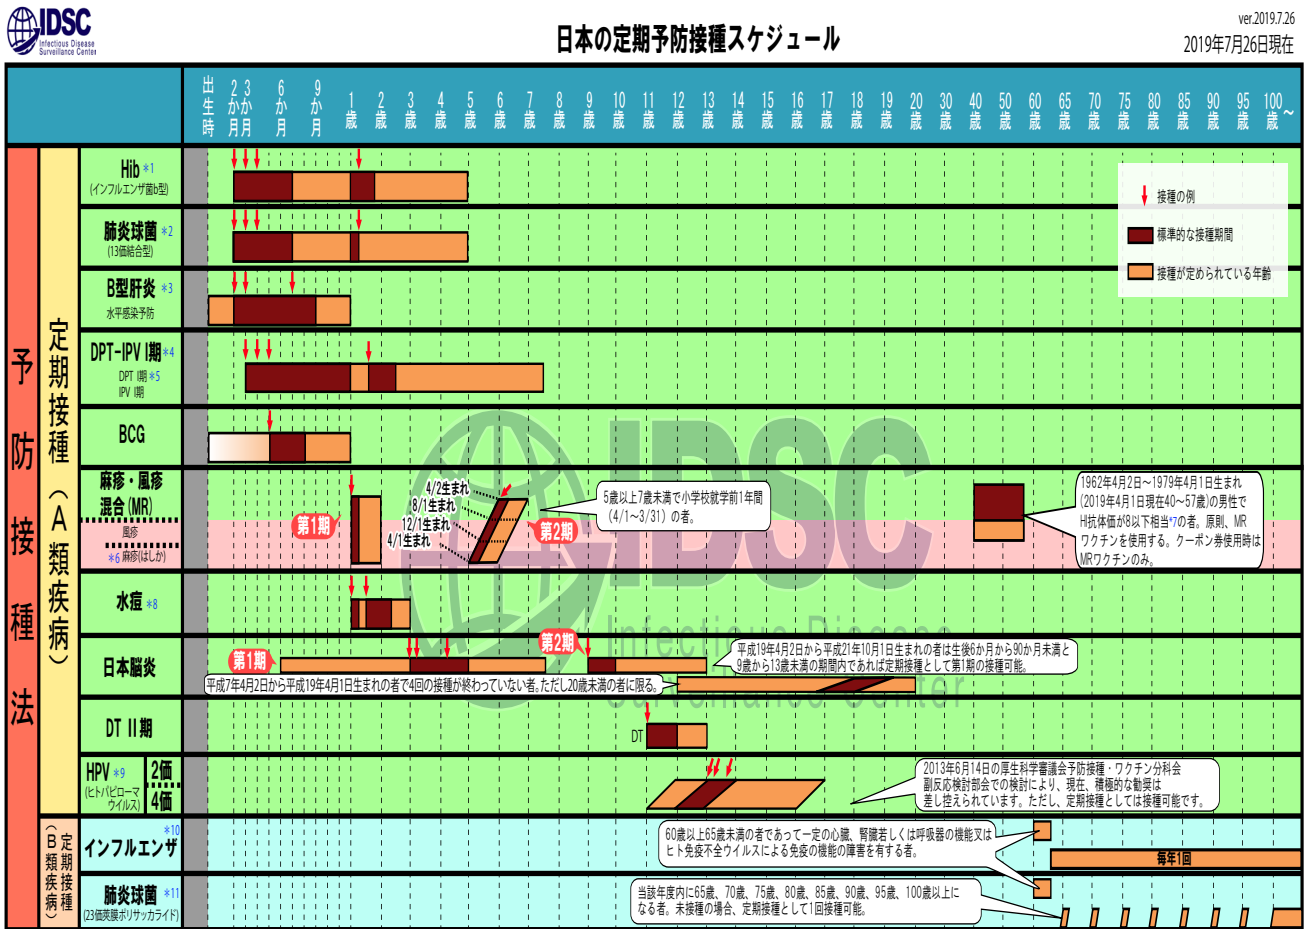 IDSC
Infectious Disease
Surveillance Center
日本の定期予防接種スケジュール
ver.2019.7.26
2019年7月26日現在
出生時
2か月
3か月
6か月
9か月
1歳
2歳
3歳
4歳
5歳
6歳
7歳
8歳
9歳
10歳
11歳
12歳
13歳
14歳
15歳
16歳
17歳
18歳
19歳
20歳
30歳
40歳
50歳
60歳
65歳
70歳
75歳
80歳
85歳
90歳
95歳
100歳～
予防接種法
定期接種（A類疾病）
Hib *1
(インフルエンザ菌b型)
接種の例
標準的な接種期間
接種が定められている年齢
肺炎球菌 *2
(13価結合型)
B型肝炎 *3
水平感染予防
DPT-IPV I期 *4
DPT I期 *5
IPV I期
BCG
麻疹・風疹
混合(MR)
風疹
*6 麻疹(はしか)
第1期
4/2生まれ
8/1生まれ
12/1生まれ
4/1生まれ
第2期
5歳以上7歳未満で小学校就学前1年間
（4/1～3/31）の者。
1962年4月2日～1979年4月1日生まれ
(2019年4月1日現在40～57歳)の男性で
HI抗体価が8以下相当*7の者。原則、MR
ワクチンを使用する。クーポン券使用時は
MRワクチンのみ。
IDSC
Infectious Disease
Surveillance Center
水痘 *8
日本脳炎
第1期
第2期
平成19年4月2日から平成21年10月1日生まれの者は生後6か月から90か月未満と
9歳から13歳未満の期間内であれば定期接種として第1期の接種可能。
平成7年4月2日から平成19年4月1日生まれの者で4回の接種が終わっていない者。ただし20歳未満の者に限る。
DT II期
DT
HPV *9
(ヒトパピローマ
ウイルス)
2価
4価
2013年6月14日の厚生科学審議会予防接種・ワクチン分科会
副反応検討部会での検討により、現在、積極的な勧奨は
差し控えられています。ただし、定期接種としては接種可能です。
定期接種
（B類疾病）
インフルエンザ *10
60歳以上65歳未満の者であって一定の心臓、腎臓若しくは呼吸器の機能又は
ヒト免疫不全ウイルスによる免疫の機能の障害を有する者。
毎年1回
肺炎球菌 *11
(23価莢膜ポリサッカライド)
当該年度内に65歳、70歳、75歳、80歳、85歳、90歳、95歳、100歳以上に
なる者。未接種の場合、定期接種として1回接種可能。